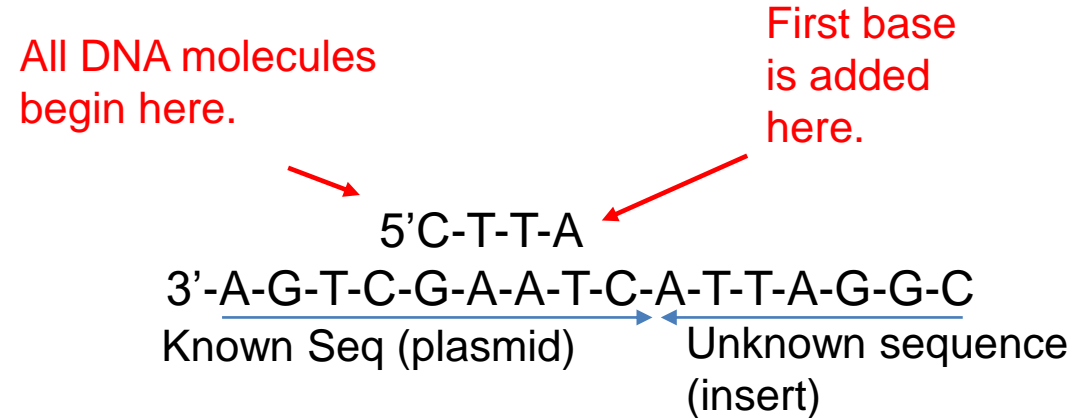 All DNA molecules
begin here.
First base
is added
here.
5'C-T-T-A
3'-A-G-T-C-G-A-A-T-C-A-T-T-A-G-G-C
Known Seq (plasmid)
Unknown sequence
(insert)